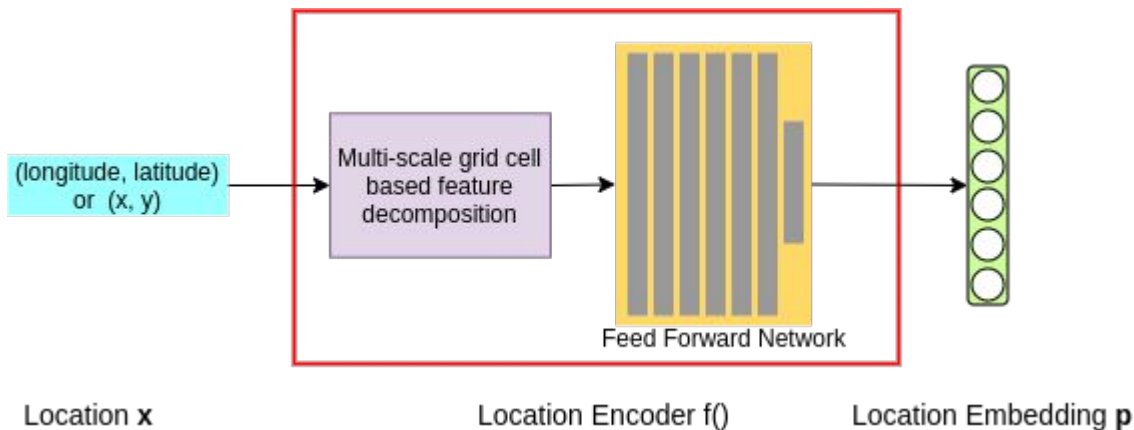 (longitude, latitude)
or (x, y)
Multi-scale grid cell
based feature
decomposition
Feed Forward Network
Location x
Location Encoder f()
Location Embedding p